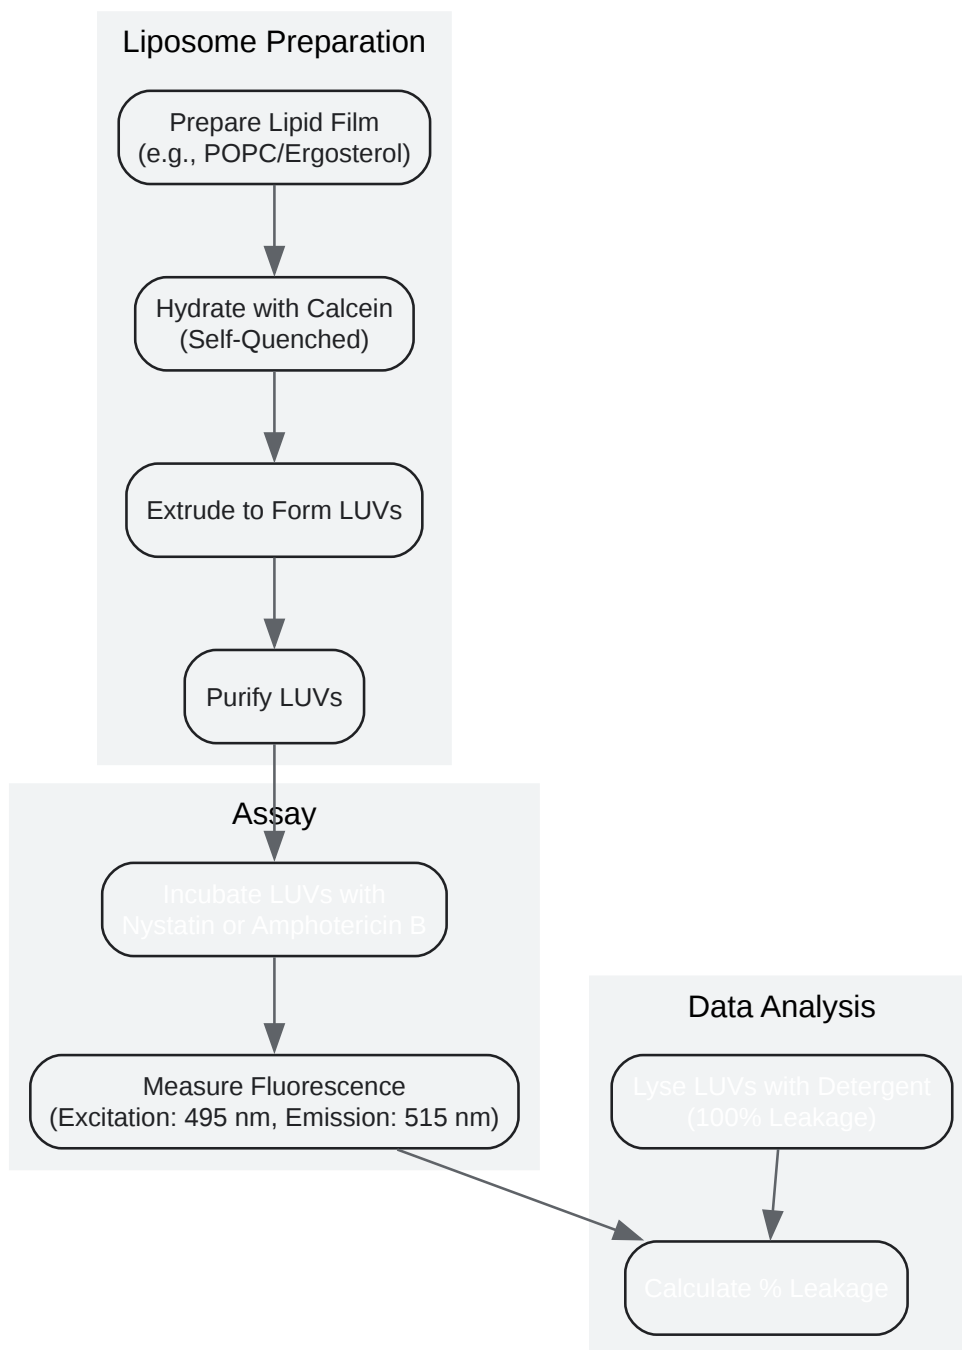 Liposome Preparation
Prepare Lipid Film
(e.g., POPC/Ergosterol)
Hydrate with Calcein
(Self-Quenched)
Extrude to Form LUVs
Purify LUVs
Assay
Incubate LUVs with
Nystatin or Amphotericin B
Measure Fluorescence
(Excitation: 495 nm, Emission: 515 nm)
Data Analysis
Lyse LUVs with Detergent
(100% Leakage)
Calculate % Leakage